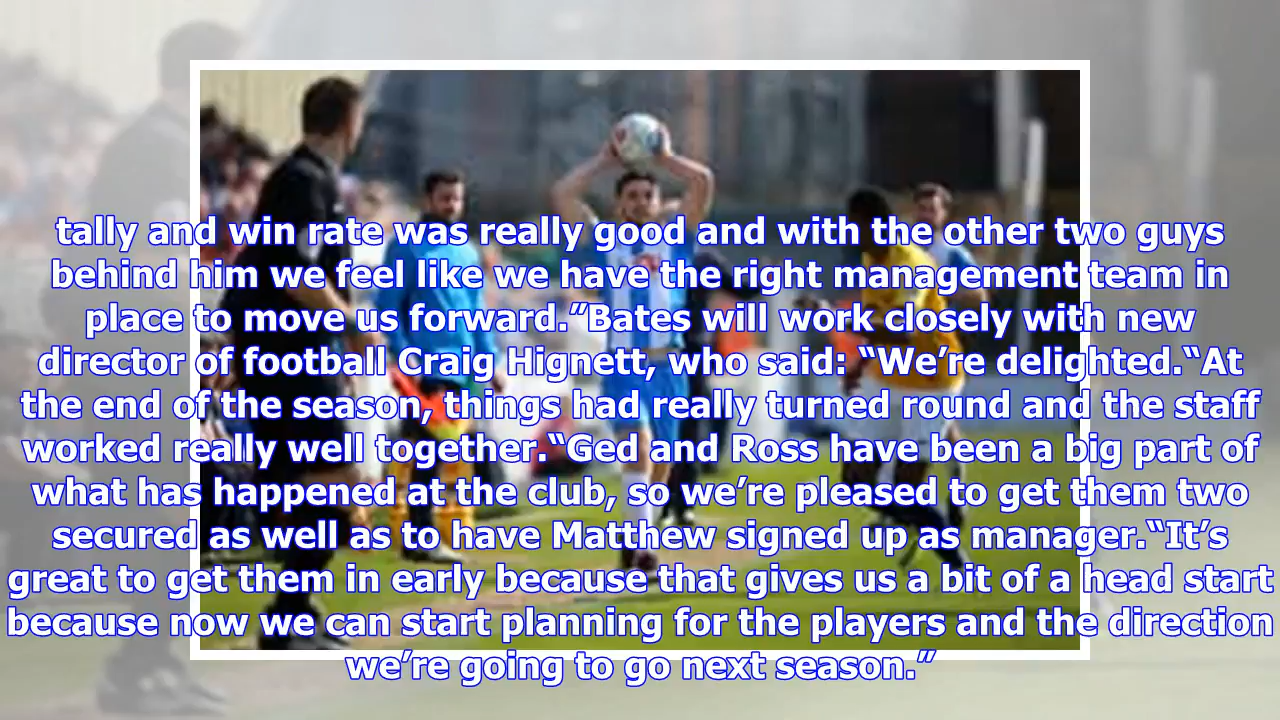 tally and win rate was really good and with the other two guys
behind him we feel like we have the right management team in
place to move us forward.”Bates will work closely with new
director of football Craig Hignett, who said: “We’re delighted.“At
the end of the season, things had really turned round and the staff
worked really well together.“Ged and Ross have been a big part of
what has happened at the club, so we’re pleased to get them two
secured as well as to have Matthew signed up as manager.“It’s
great to get them in early because that gives us a bit of a head start
because now we can start planning for the players and the direction
we’re going to go next season.”